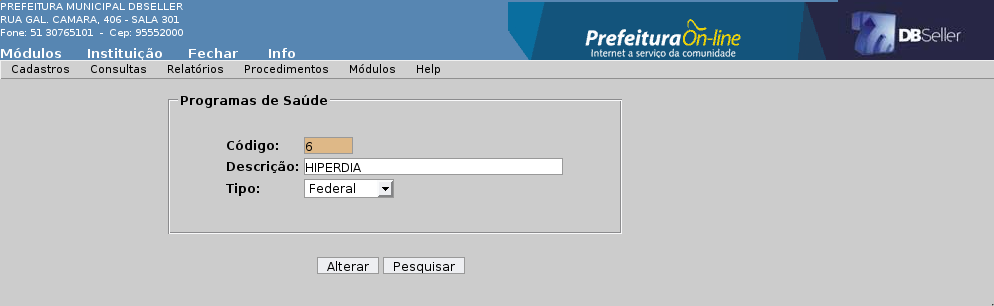 PREFEITURA MUNICIPAL DBSELLER
RUA GAL. CAMARA, 406 - SALA 301
Fone: 51 30765101 - Cep: 95552000
Prefeitura On-line
Internet a serviço da comunidade
DBSeller
Módulos Instituição Fechar Info
Cadastros Consultas Relatórios Procedimentos Módulos Help
Programas de Saúde
Código: 6
Descrição: HIPERDIA
Tipo: Federal
Alterar Pesquisar